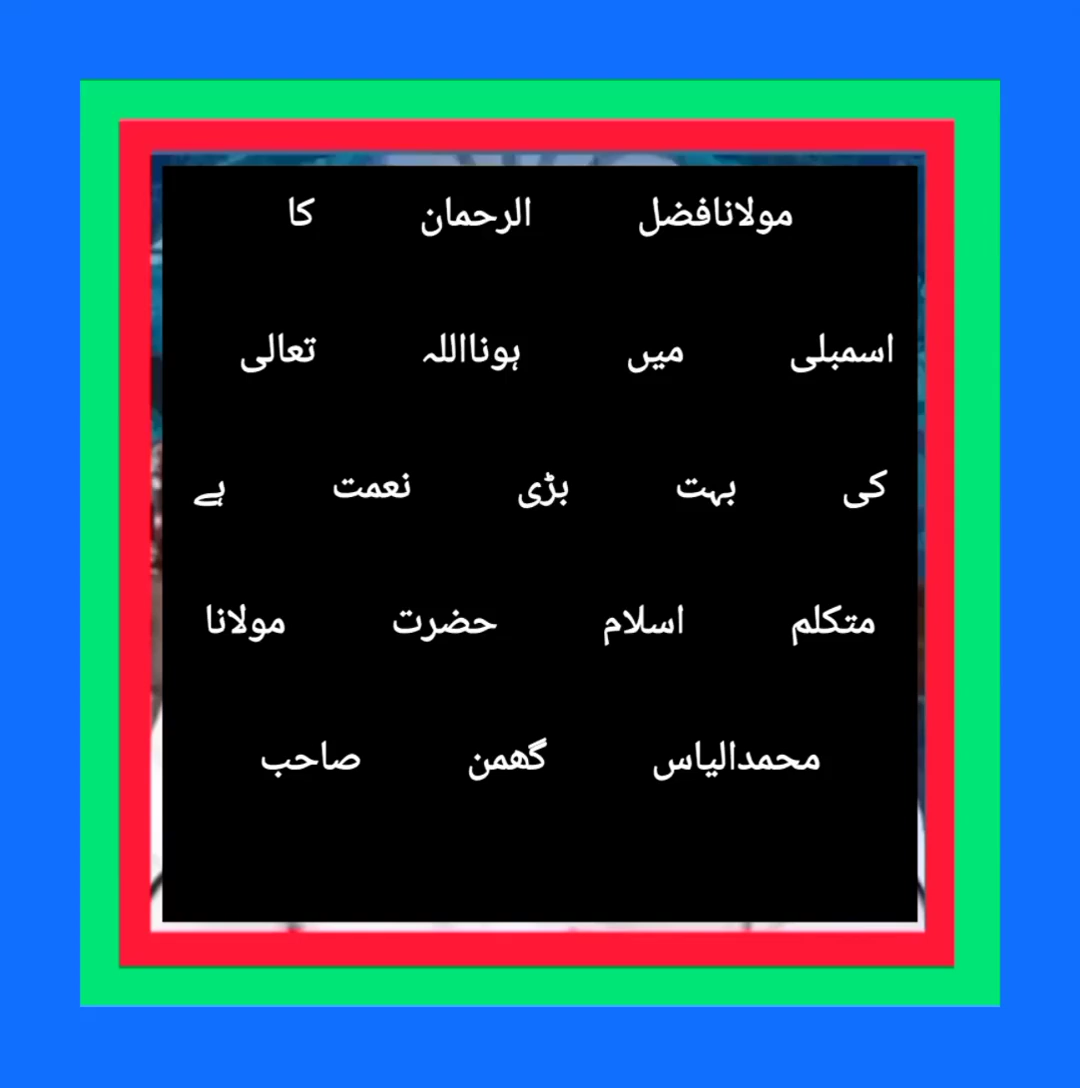 مولانافضل الرحمان کا
اسمبلی میں ہونااللہ تعالی
کی بہت بڑی نعمت ہے
متکلم اسلام حضرت مولانا
محمدالیاس گھمن صاحب